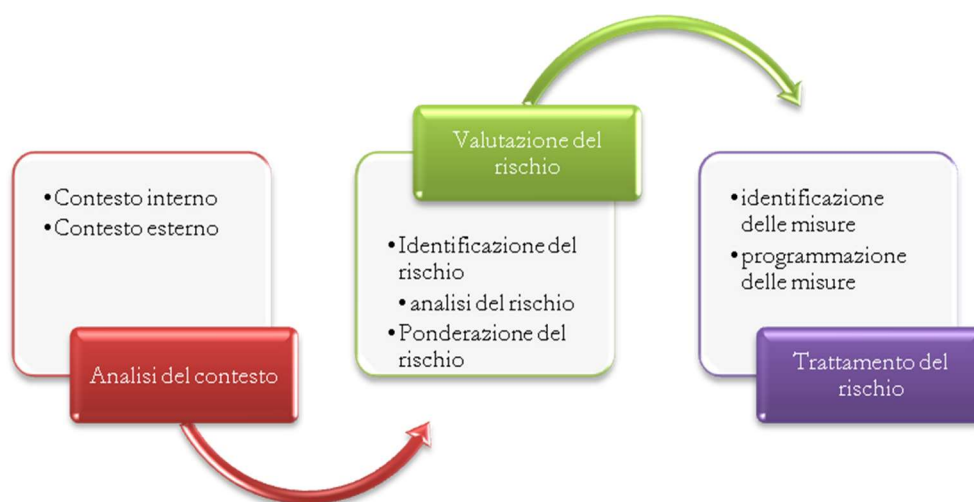 •Contesto interno
•Contesto esterno
Analisi del contesto
Valutazione del
rischio
•Identificazione del
rischio
•analisi del rischio
•Ponderazione del
rischio
•identificazione
delle misure
•programmazione
delle misure
Trattamento del
rischio